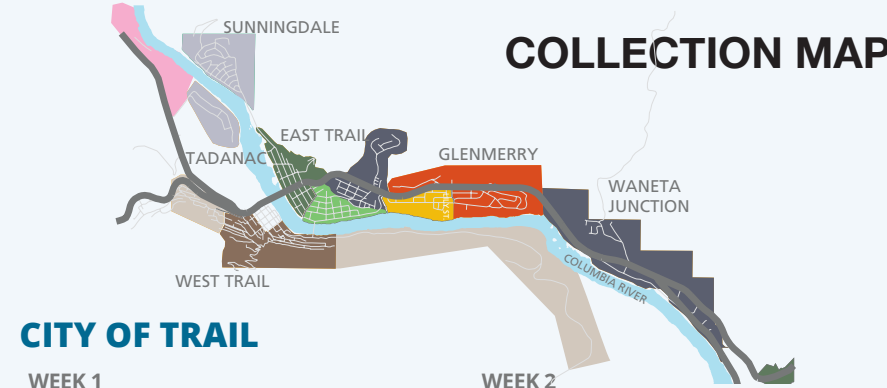 SUNNINGDALE
COLLECTION MAP
EAST TRAIL
TADANAC
GLENMERRY
WANETA
JUNCTION
WEST TRAIL
COLUMBIA RIVER
CITY OF TRAIL
WEEK 1
WEEK 2